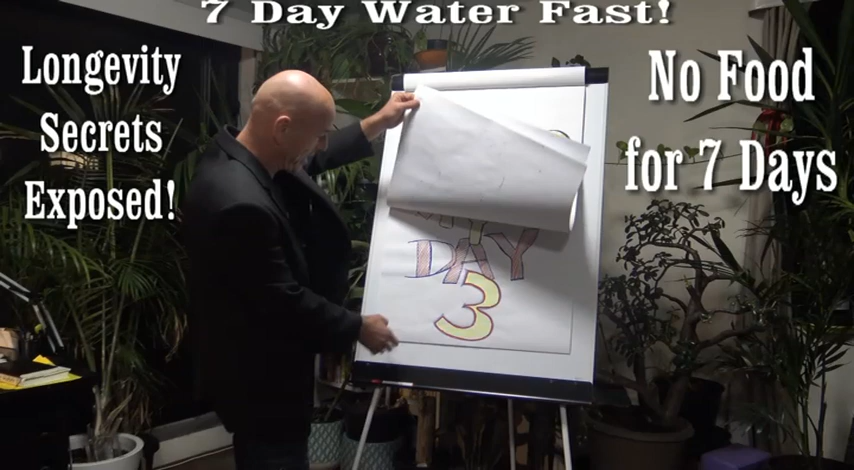 7 Day Water Fast!
Longevity
Secrets
Exposed!
No Food
for 7 Days
DAY
3